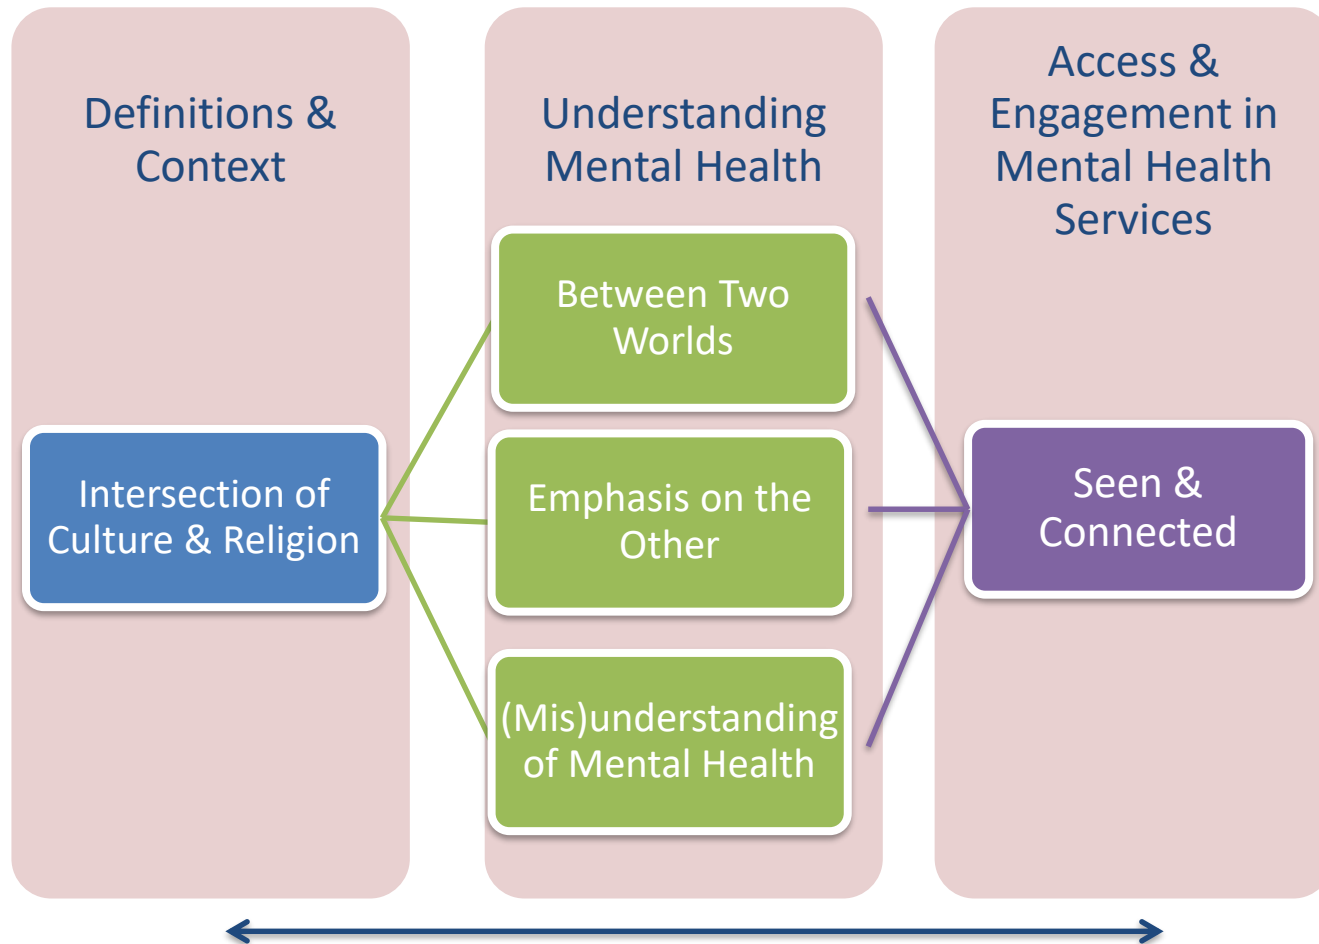 Definitions &
Context
Understanding
Mental Health
Access &
Engagement in
Mental Health
Services
Between Two
Worlds
Intersection of
Culture & Religion
Emphasis on the
Other
Seen &
Connected
(Mis)understanding
of Mental Health